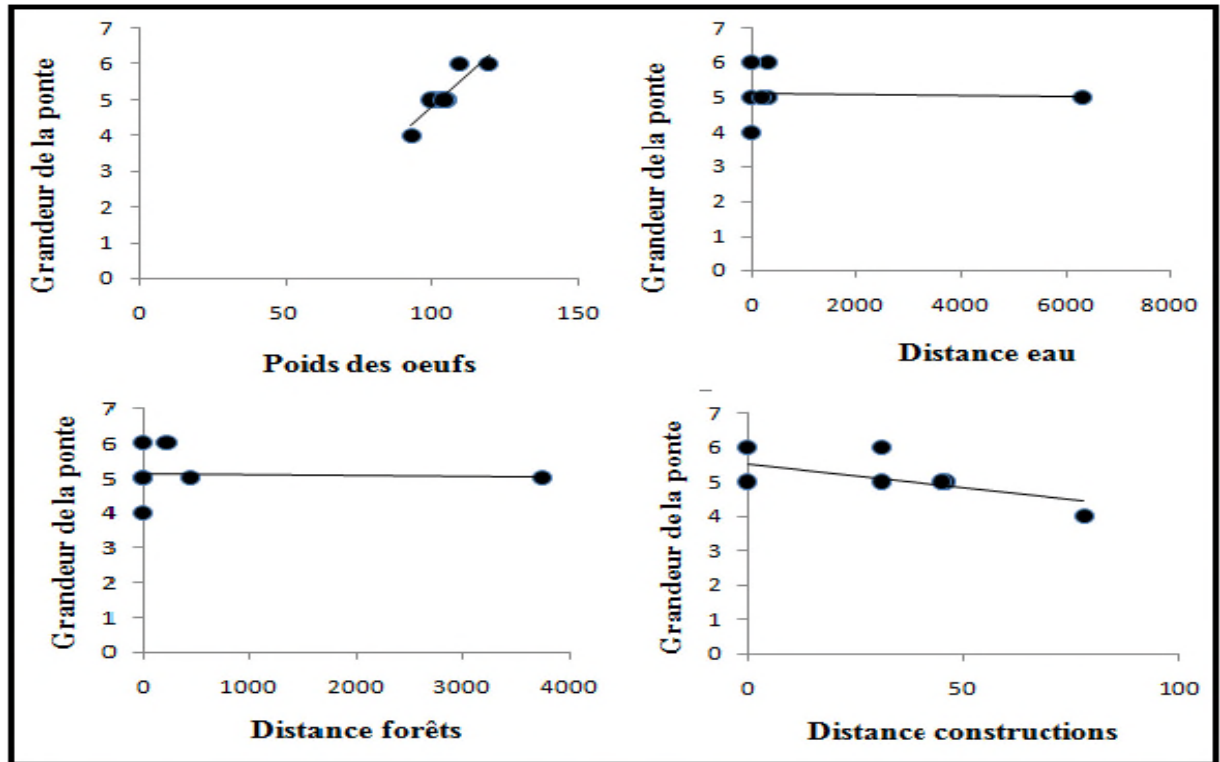 Grandeur de la ponte
7
6
5
4
3
2
1
0
0 50 100 150
Poids des oeufs
Grandeur de la ponte
7
6
5
4
3
2
1
0
0 2000 4000 6000 8000
Distance eau
Grandeur de la ponte
7
6
5
4
3
2
1
0
0 1000 2000 3000 4000
Distance forêts
Grandeur de la ponte
7
6
5
4
3
2
1
0
0 50 100
Distance constructions